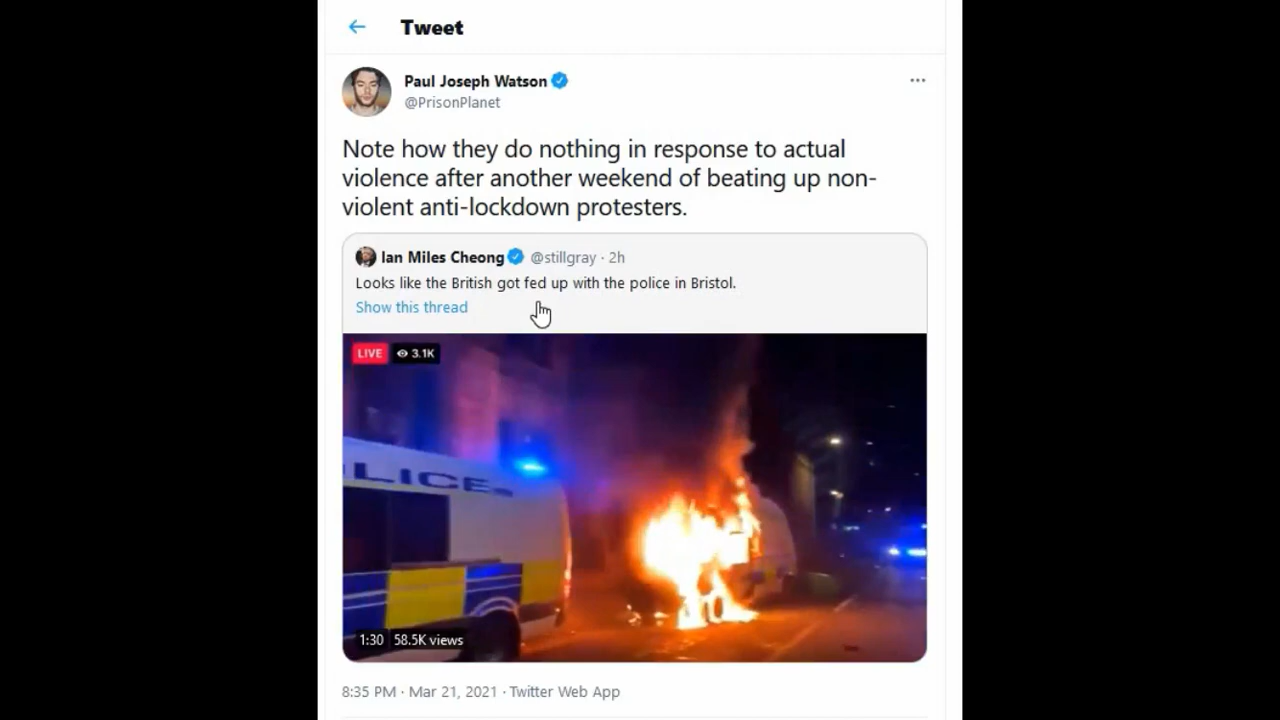 Tweet
Paul Joseph Watson
@PrisonPlanet
Note how they do nothing in response to actual
violence after another weekend of beating up non-
violent anti-lockdown protesters.
Ian Miles Cheong @stillgray · 2h
Looks like the British got fed up with the police in Bristol.
Show this thread
LIVE 3.1K
LICE
1:30 58.5K views
8:35 PM · Mar 21, 2021 · Twitter Web App